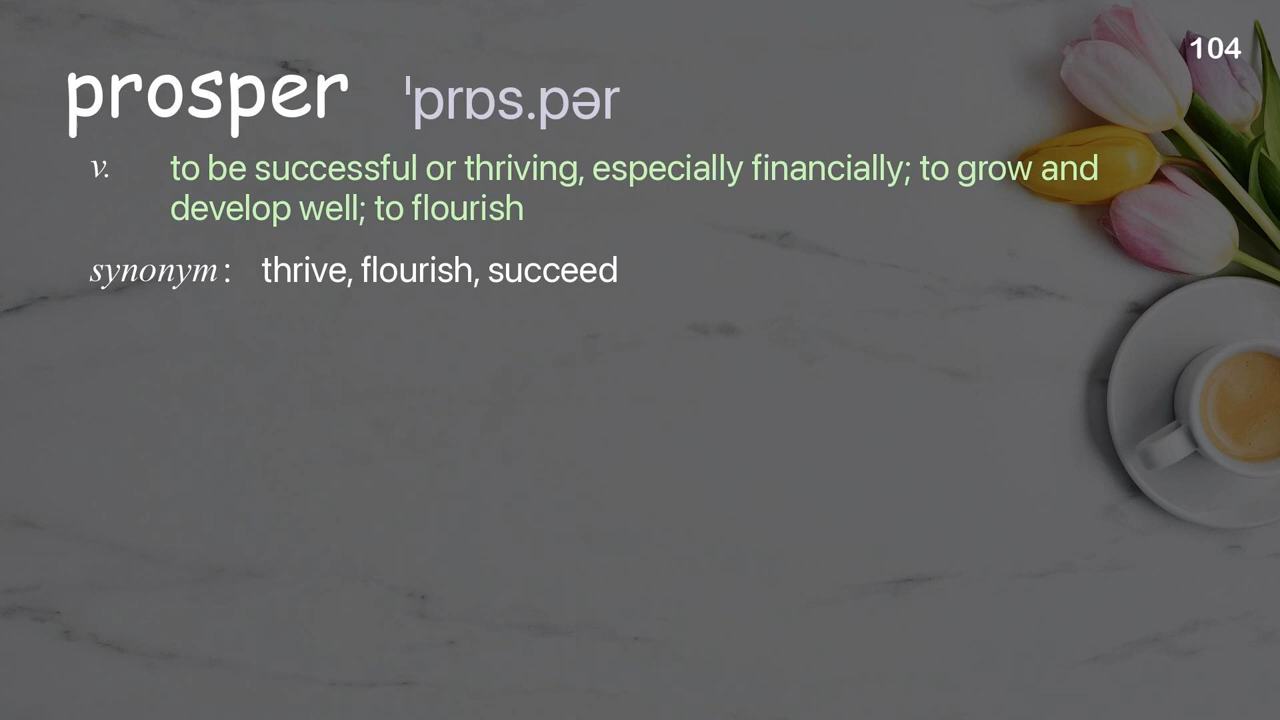 104
prosper ˈprɒs.pər
v. to be successful or thriving, especially financially; to grow and
develop well; to flourish
synonym: thrive, flourish, succeed